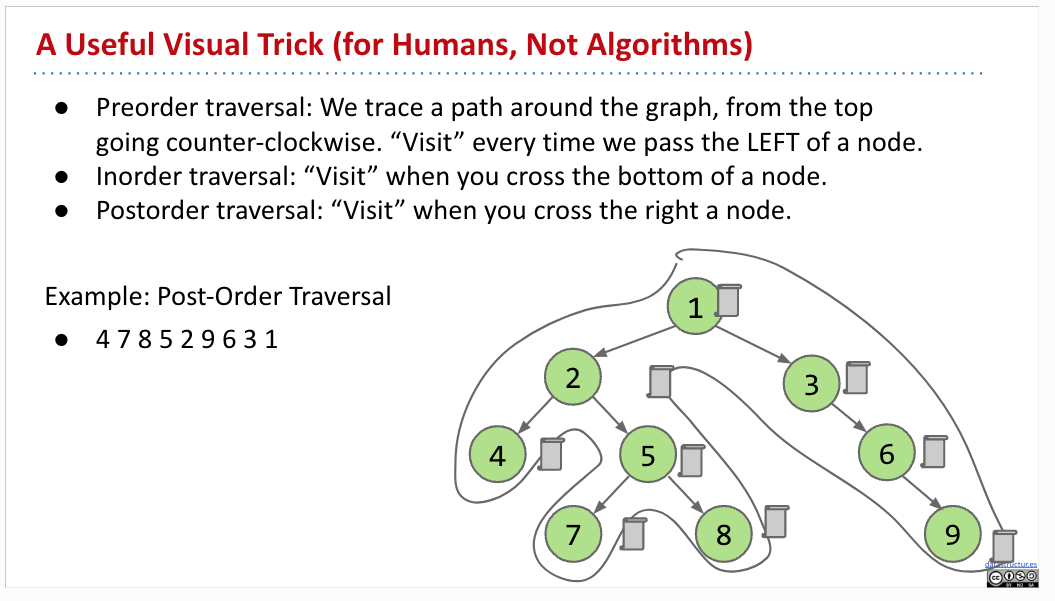 A Useful Visual Trick (for Humans, Not Algorithms)
● Preorder traversal: We trace a path around the graph, from the top
going counter-clockwise. “Visit” every time we pass the LEFT of a node.
● Inorder traversal: “Visit” when you cross the bottom of a node.
● Postorder traversal: “Visit” when you cross the right a node.
Example: Post-Order Traversal
● 4 7 8 5 2 9 6 3 1
1
2
3
4
5
6
7
8
9